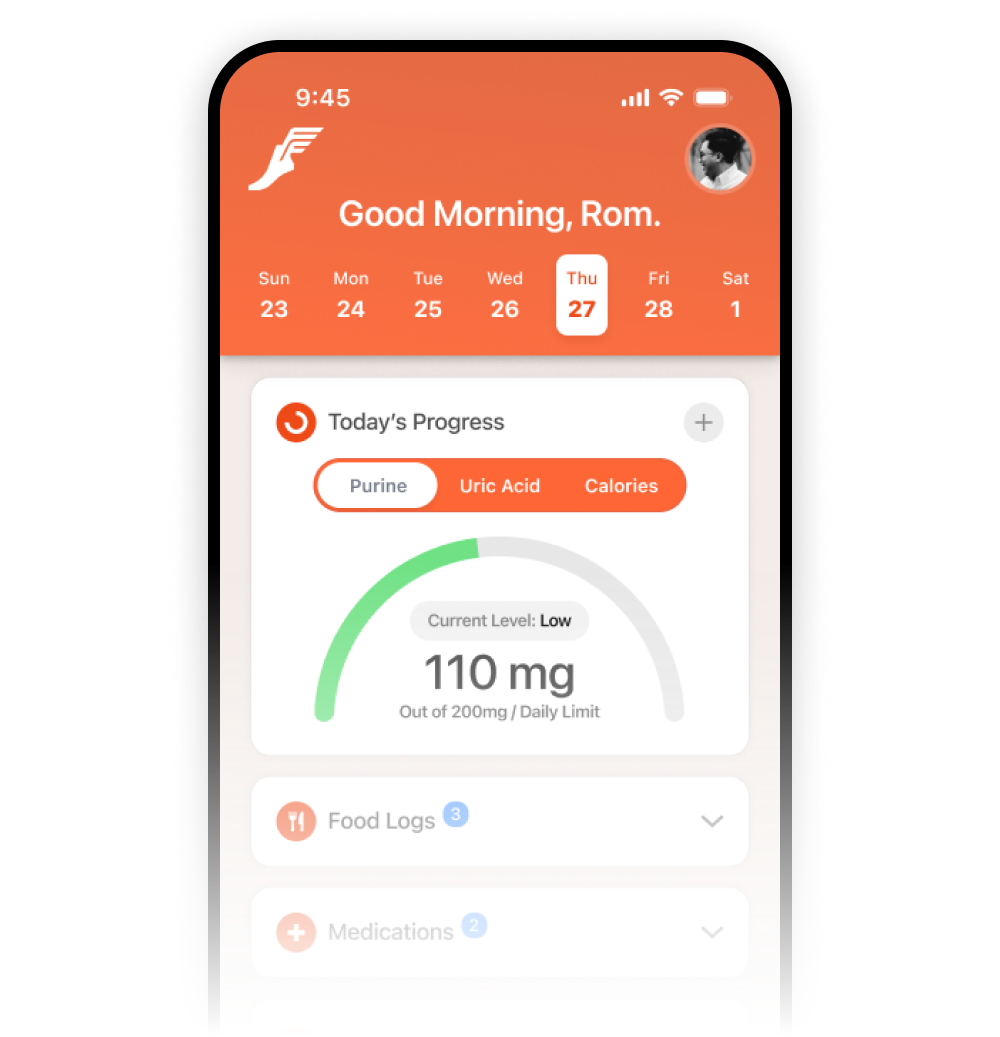 9:45
Good Morning, Rom.
Sun Mon Tue Wed Thu Fri Sat
23 24 25 26 27 28 1
Today’s Progress
Purine Uric Acid Calories
Current Level: Low
110 mg
Out of 200mg / Daily Limit
Food Logs 3
Medications 2